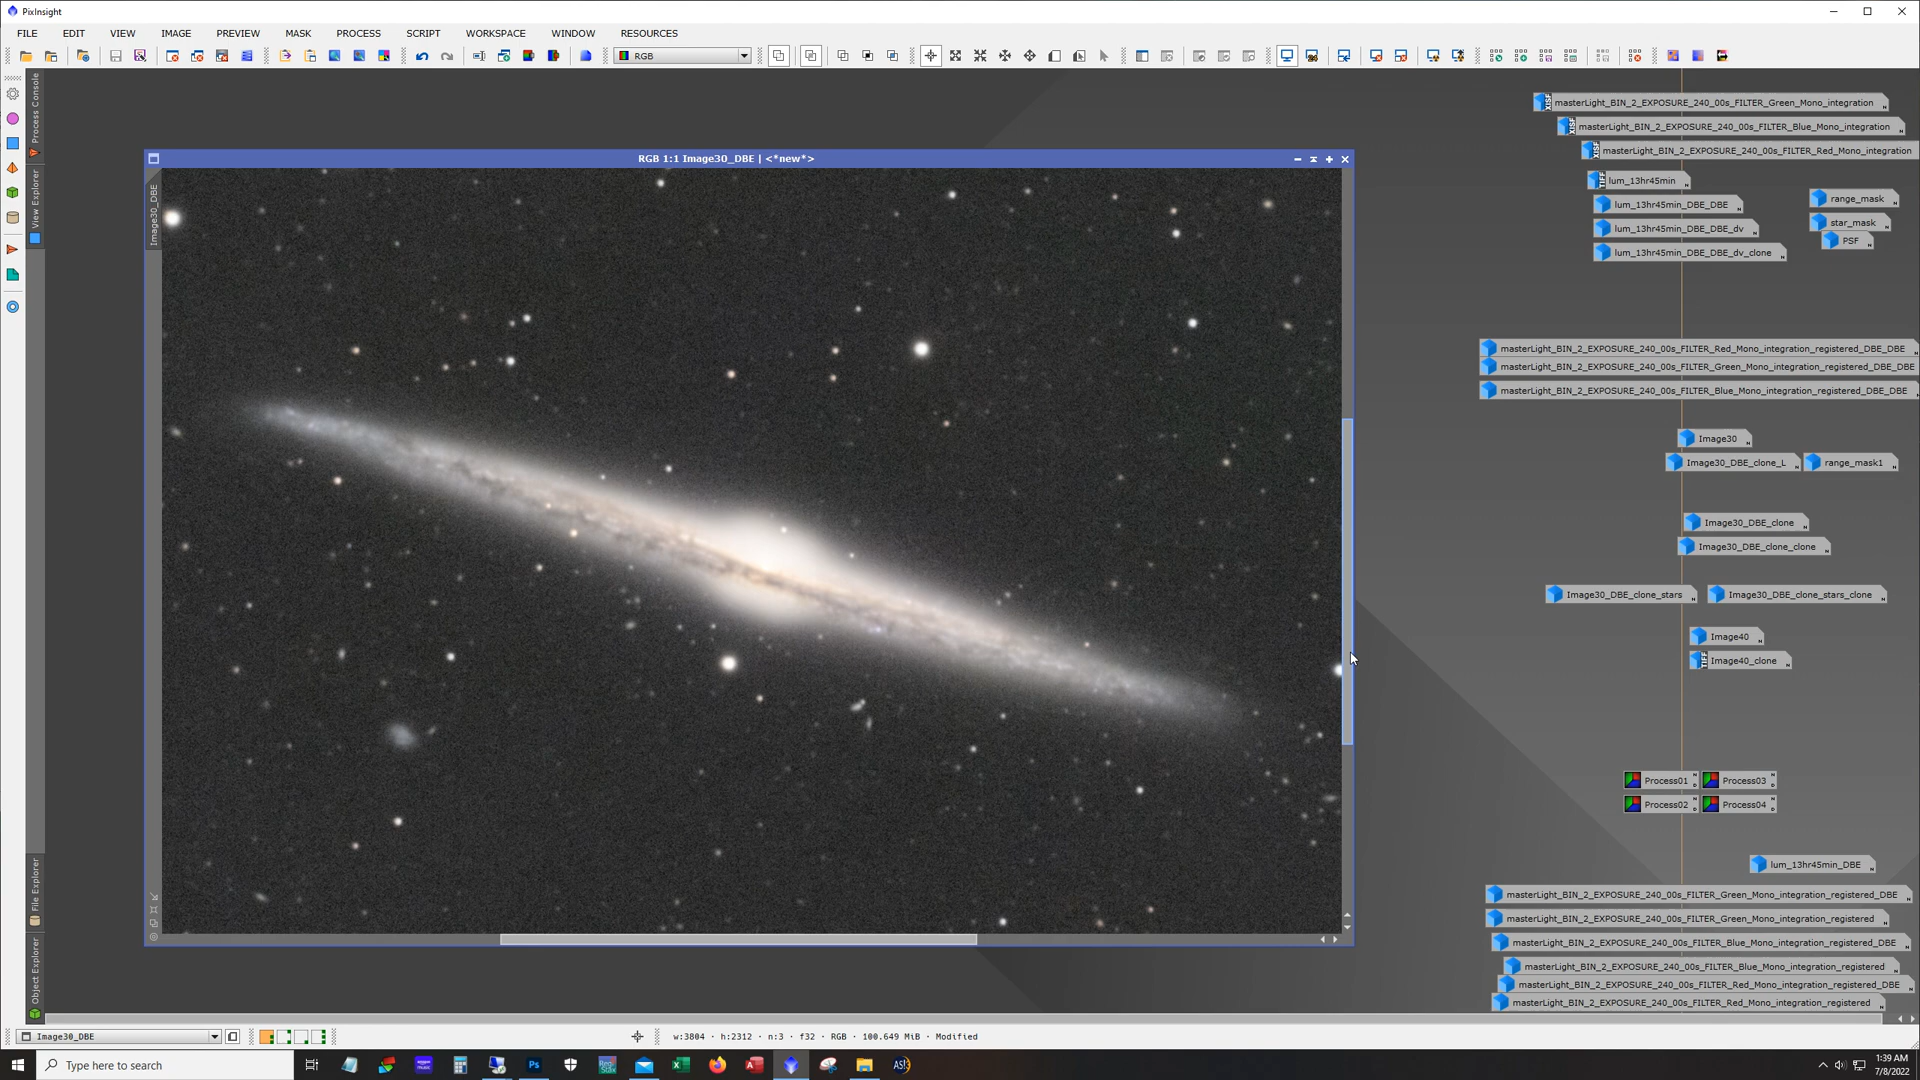 PixInsight
FILE EDIT VIEW IMAGE PREVIEW MASK PROCESS SCRIPT WORKSPACE WINDOW RESOURCES
RGB
Process Console
View Explorer
File Explorer
Object Explorer
RGB 1:1 Image30_DBE | <*new*>
Image30_DBE
masterLight_BIN_2_EXPOSURE_240_00s_FILTER_Green_Mono_integration
masterLight_BIN_2_EXPOSURE_240_00s_FILTER_Blue_Mono_integration
masterLight_BIN_2_EXPOSURE_240_00s_FILTER_Red_Mono_integration
lum_13hr45min
range_mask
lum_13hr45min_DBE_DBE
star_mask
lum_13hr45min_DBE_DBE_dv
PSF
lum_13hr45min_DBE_DBE_dv_clone
masterLight_BIN_2_EXPOSURE_240_00s_FILTER_Red_Mono_integration_registered_DBE_DBE
masterLight_BIN_2_EXPOSURE_240_00s_FILTER_Green_Mono_integration_registered_DBE_DBE
masterLight_BIN_2_EXPOSURE_240_00s_FILTER_Blue_Mono_integration_registered_DBE_DBE
Image30
Image30_DBE_clone_L range_mask1
Image30_DBE_clone
Image30_DBE_clone_clone
Image30_DBE_clone_stars Image30_DBE_clone_stars_clone
Image40
Image40_clone
Process01 Process03
Process02 Process04
lum_13hr45min_DBE
masterLight_BIN_2_EXPOSURE_240_00s_FILTER_Green_Mono_integration_registered_DBE
masterLight_BIN_2_EXPOSURE_240_00s_FILTER_Green_Mono_integration_registered
masterLight_BIN_2_EXPOSURE_240_00s_FILTER_Blue_Mono_integration_registered_DBE
masterLight_BIN_2_EXPOSURE_240_00s_FILTER_Blue_Mono_integration_registered
masterLight_BIN_2_EXPOSURE_240_00s_FILTER_Red_Mono_integration_registered_DBE
masterLight_BIN_2_EXPOSURE_240_00s_FILTER_Red_Mono_integration_registered
Image30_DBE
w:3804 · h:2312 · n:3 · f32 · RGB · 100.649 MiB · Modified
Type here to search
1:39 AM
7/8/2022